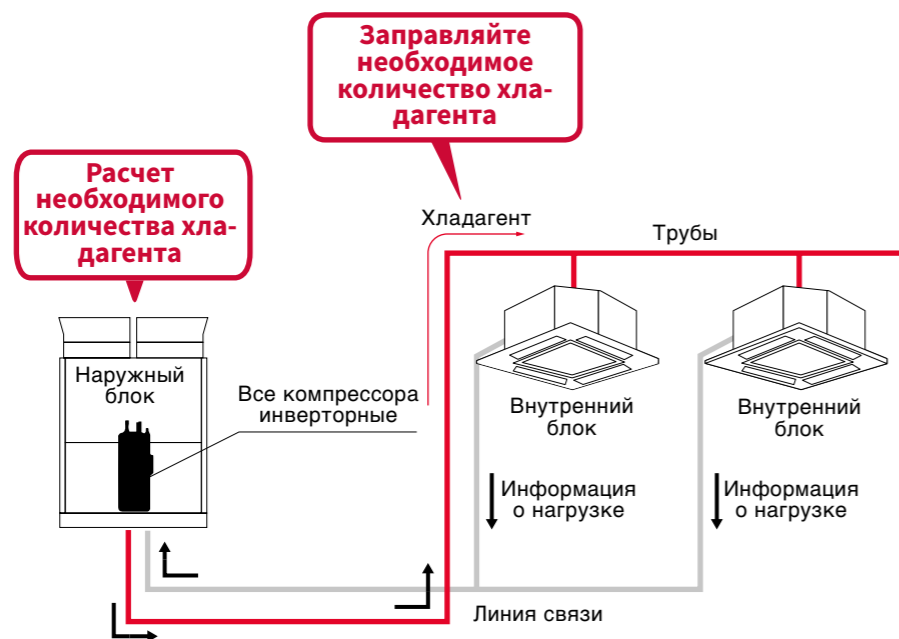 Заправляйте
необходимое
количество хла-
дагента
Расчет
необходимого
количества хла-
дагента
Хладагент
Трубы
Наружный
блок
Все компрессора
инверторные
Внутренний
блок
Внутренний
блок
Информация
о нагрузке
Информация
о нагрузке
Линия связи